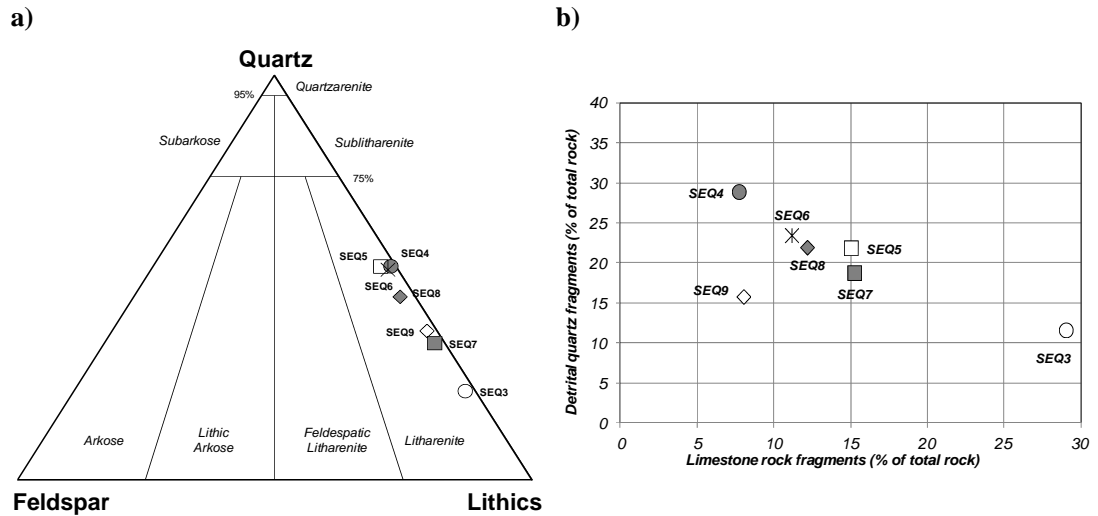 a)
Quartz
95%
Quartzarenite
Subarkose
Sublitharenite
75%
SEQ5
SEQ4
SEQ6
SEQ8
SEQ9
SEQ7
SEQ3
Arkose
Lithic
Arkose
Feldespatic
Litharenite
Litharenite
Feldspar
Lithics
b)
Detrital quartz fragments (% of total rock)
40
35
30
25
20
15
10
5
0
SEQ4
SEQ6
SEQ8
SEQ5
SEQ9
SEQ7
SEQ3
0
5
10
15
20
25
30
Limestone rock fragments (% of total rock)